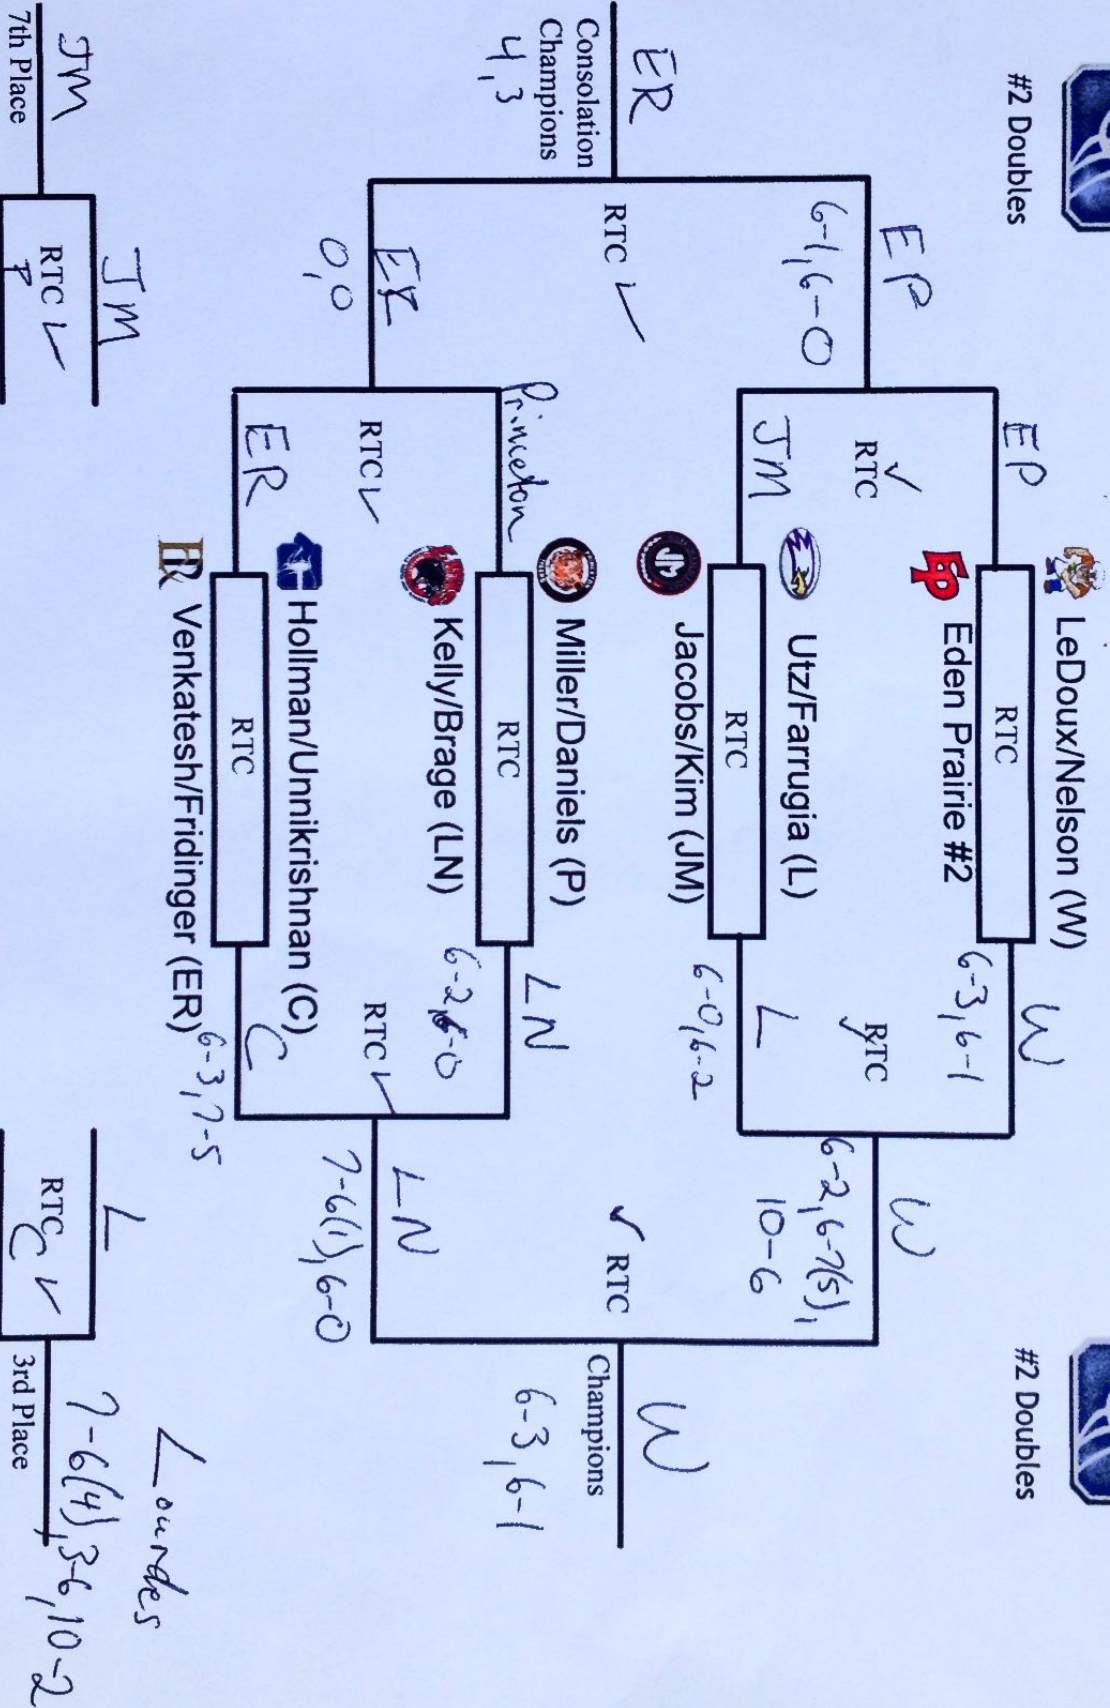 #2 Doubles
#2 Doubles
LeDoux/Nelson (W)
RTC
Eden Prairie #2
Utz/Farrugia (L)
RTC
Jacobs/Kim (JM)
Miller/Daniels (P)
RTC
Kelly/Brage (LN)
Hollman/Unnikrishnan (C)
RTC
Venkatesh/Fridinger (ER)
EP
RTC ✓
JM
EP
6-1, 6-0
Princeton
RTC ✓
ER
0,0
RTC ✓
ER
Consolation
Champions
4,3
W
6-3, 6-1
✓ RTC
L
6-0, 6-2
W
6-2, 6-7(5),
10-6
LN
6-2, 6-0
RTC ✓
C
6-3, 7-5
LN
7-6(1), 6-0
✓ RTC
W
Champions
6-3, 6-1
JM
RTC ✓
P
JM
7th Place
L
RTC ✓
C
Lourdes
7-6(4), 3-6, 10-2
3rd Place
EP
JM
ER